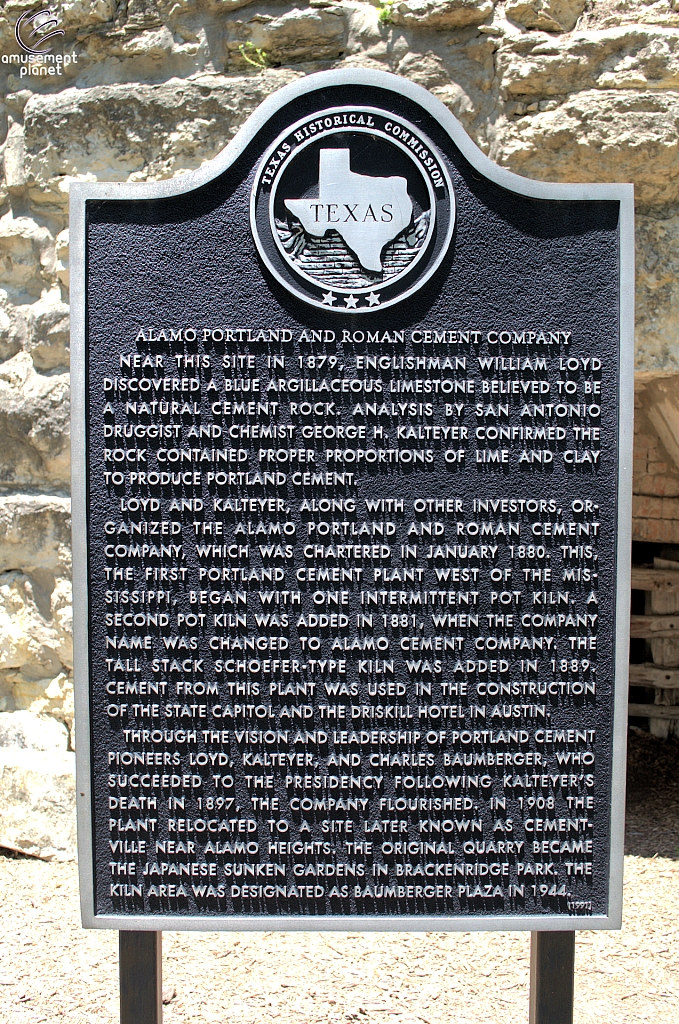 amusement
planet
TEXAS HISTORICAL COMMISSION
TEXAS
ALAMO PORTLAND AND ROMAN CEMENT COMPANY
NEAR THIS SITE IN 1879, ENGLISHMAN WILLIAM LOYD
DISCOVERED A BLUE ARGILLACEOUS LIMESTONE BELIEVED TO BE
A NATURAL CEMENT ROCK. ANALYSIS BY SAN ANTONIO
DRUGGIST AND CHEMIST GEORGE H. KALTEYER CONFIRMED THE
ROCK CONTAINED PROPER PROPORTIONS OF LIME AND CLAY
TO PRODUCE PORTLAND CEMENT.
LOYD AND KALTEYER, ALONG WITH OTHER INVESTORS, OR-
GANIZED THE ALAMO PORTLAND AND ROMAN CEMENT
COMPANY, WHICH WAS CHARTERED IN JANUARY 1880. THIS,
THE FIRST PORTLAND CEMENT PLANT WEST OF THE MIS-
SISSIPPI, BEGAN WITH ONE INTERMITTENT POT KILN. A
SECOND POT KILN WAS ADDED IN 1881, WHEN THE COMPANY
NAME WAS CHANGED TO ALAMO CEMENT COMPANY. THE
TALL STACK SCHOEFER-TYPE KILN WAS ADDED IN 1889.
CEMENT FROM THIS PLANT WAS USED IN THE CONSTRUCTION
OF THE STATE CAPITOL AND THE DRISKILL HOTEL IN AUSTIN.
THROUGH THE VISION AND LEADERSHIP OF PORTLAND CEMENT
PIONEERS LOYD, KALTEYER, AND CHARLES BAUMBERGER, WHO
SUCCEEDED TO THE PRESIDENCY FOLLOWING KALTEYER'S
DEATH IN 1897, THE COMPANY FLOURISHED. IN 1908 THE
PLANT RELOCATED TO A SITE LATER KNOWN AS CEMENT-
VILLE NEAR ALAMO HEIGHTS. THE ORIGINAL QUARRY BECAME
THE JAPANESE SUNKEN GARDENS IN BRACKENRIDGE PARK. THE
KILN AREA WAS DESIGNATED AS BAUMBERGER PLAZA IN 1944.
(1997)